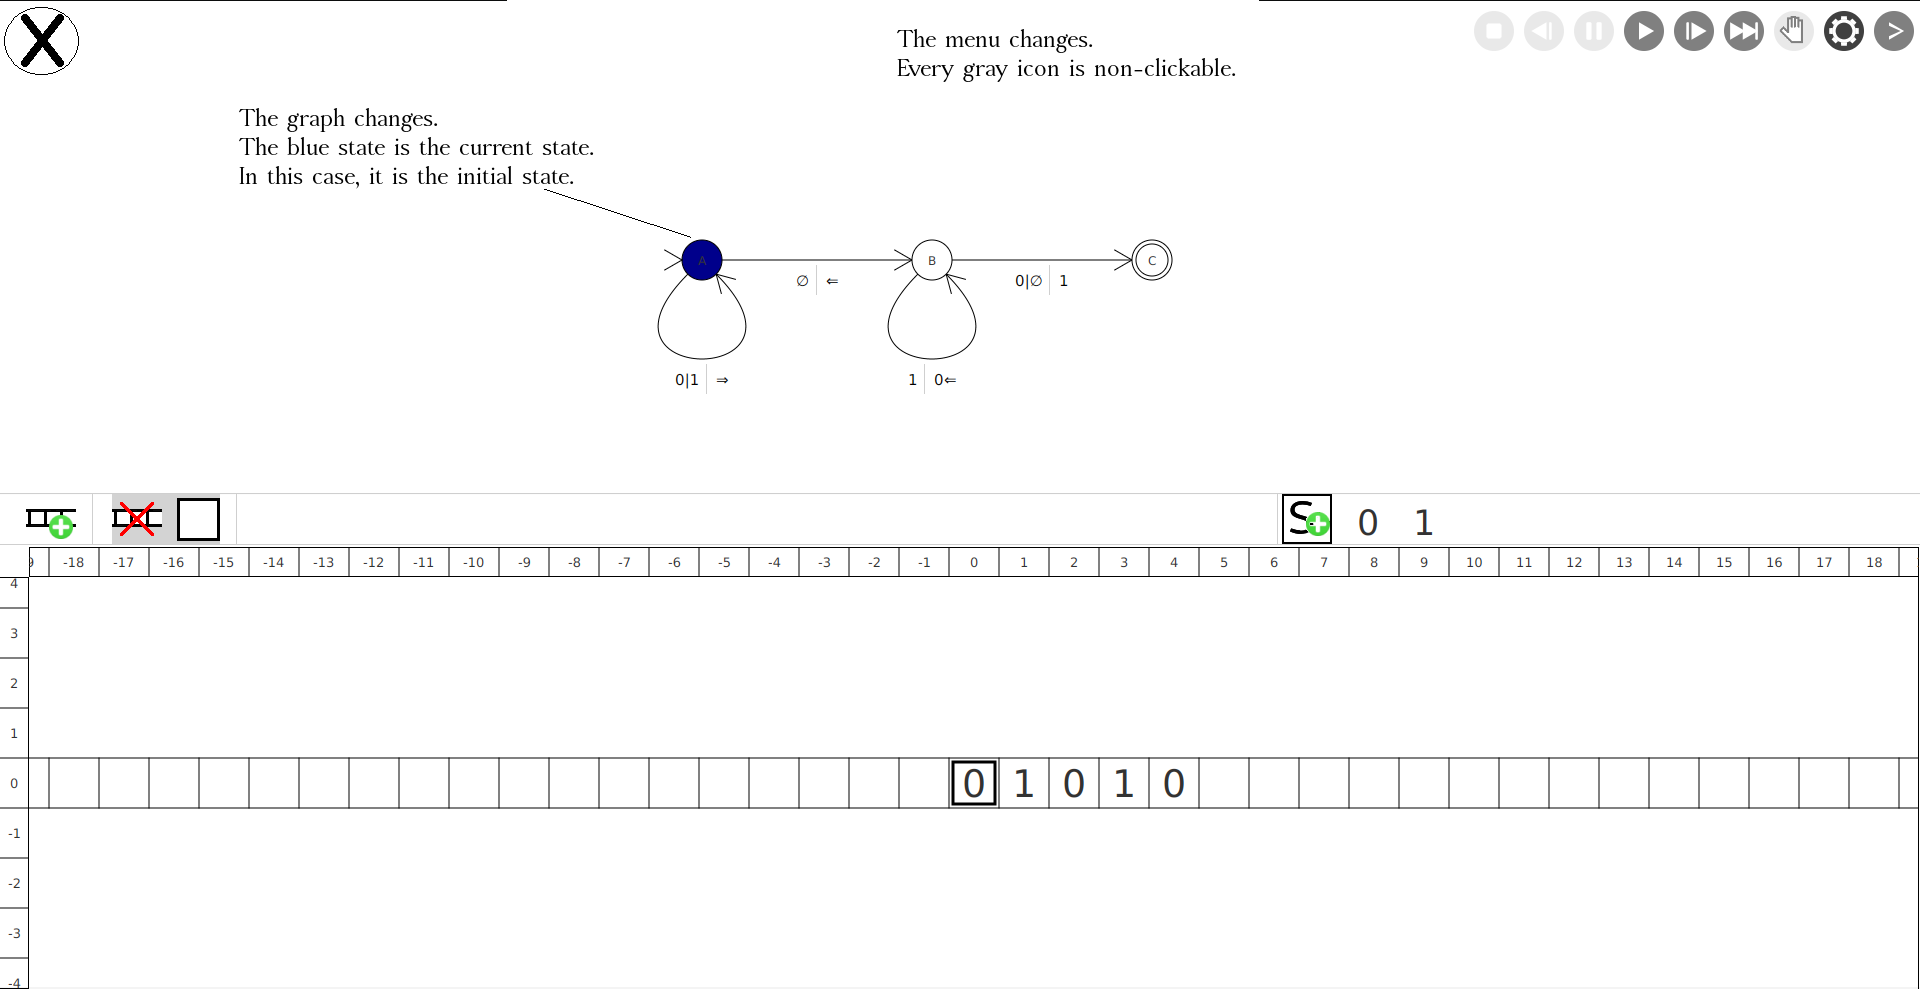 The menu changes.
Every gray icon is non-clickable.
The graph changes.
The blue state is the current state.
In this case, it is the initial state.
A B C
∅ ⇐ 0|∅ 1
0|1 ⇒ 1 0⇐
S 0 1
9 -18 -17 -16 -15 -14 -13 -12 -11 -10 -9 -8 -7 -6 -5 -4 -3 -2 -1 0 1 2 3 4 5 6 7 8 9 10 11 12 13 14 15 16 17 18
4
3
2
1
0 0 1 0 1 0
-1
-2
-3
-4